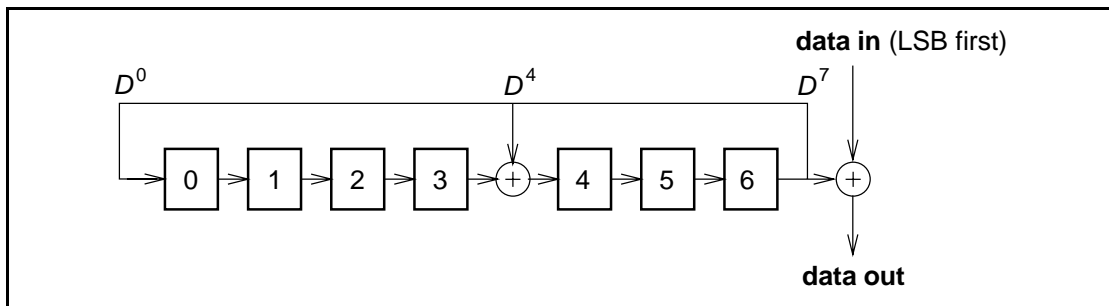 data in (LSB first)
D⁰ D⁴ D⁷
0 1 2 3 + 4 5 6 +
data out